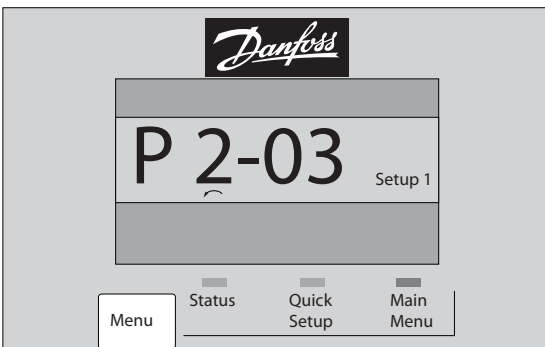 Danfoss
P 2-03
Setup 1
Menu
Status
Quick
Setup
Main
Menu